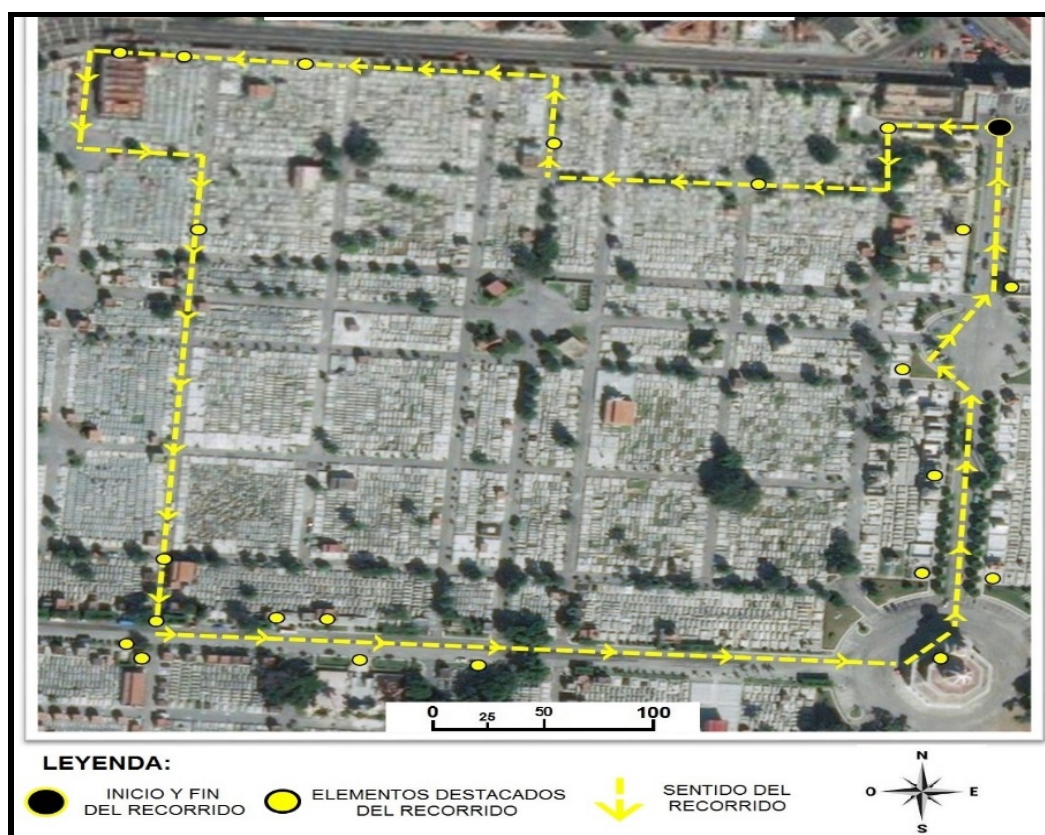 0 25 50 100
LEYENDA:
INICIO Y FIN
DEL RECORRIDO
ELEMENTOS DESTACADOS
DEL RECORRIDO
SENTIDO DEL
RECORRIDO
N
O E
S